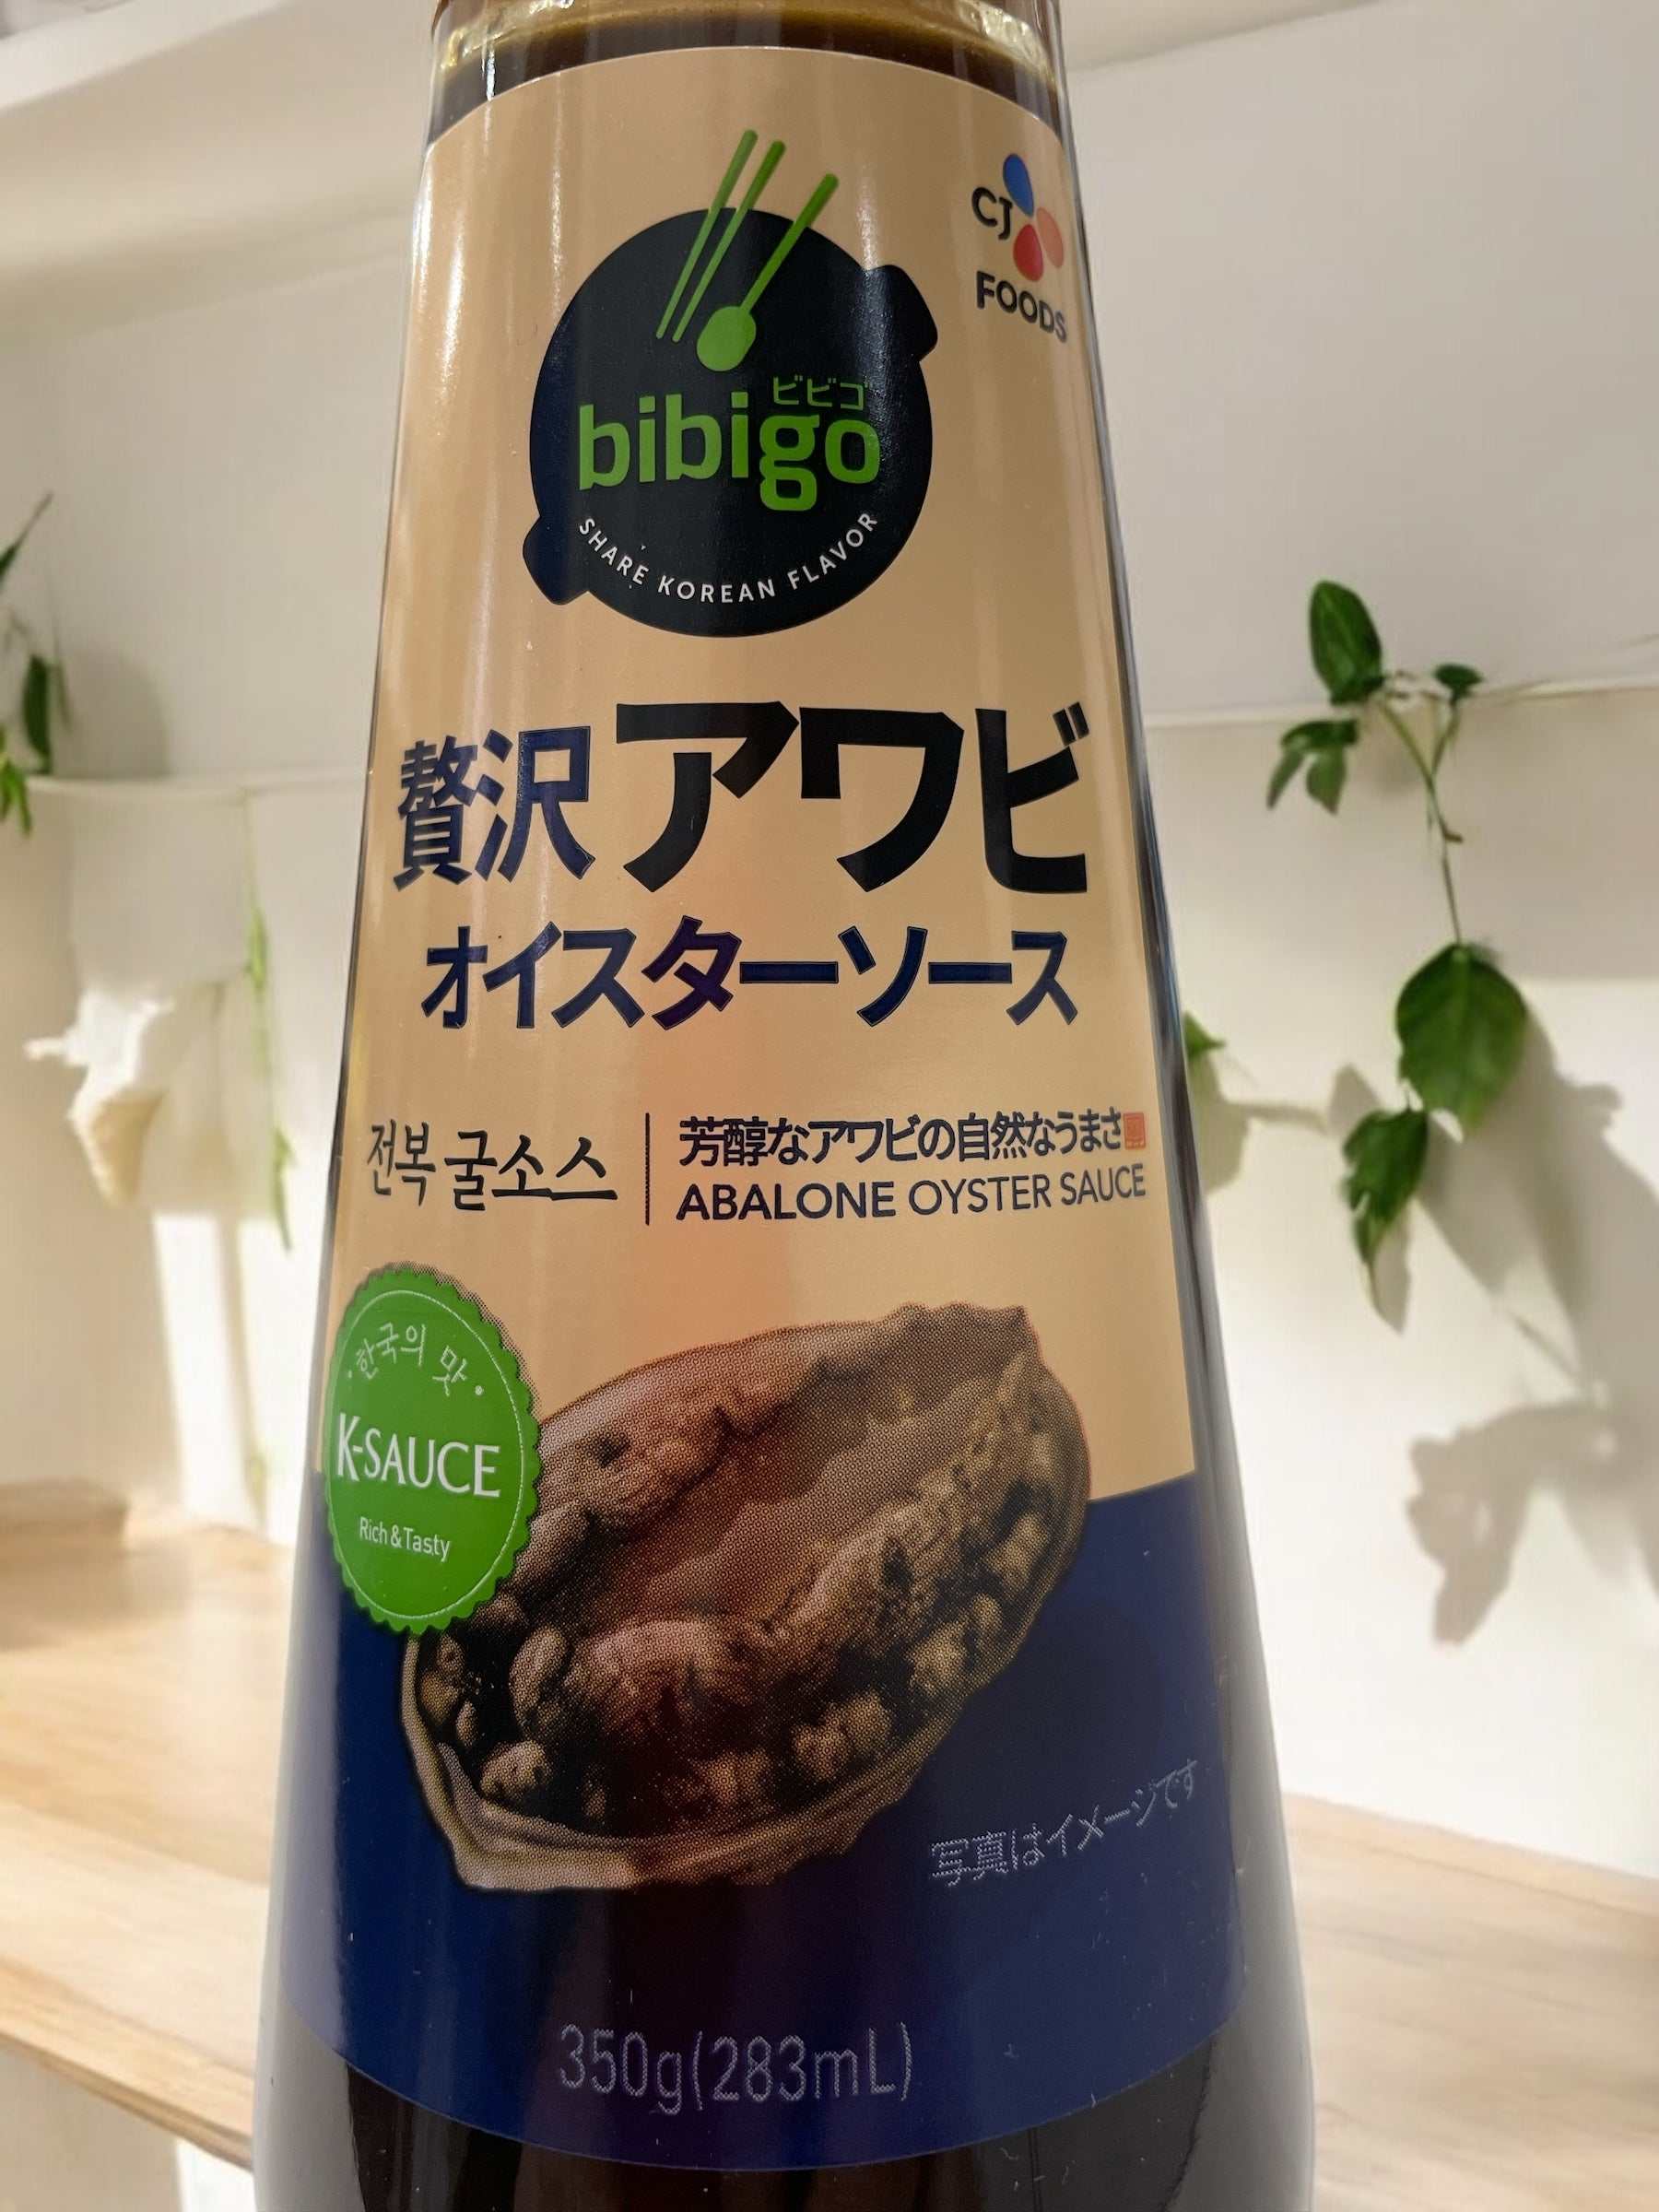 CJ
FOODS
ビビゴ
bibigo
SHARE KOREAN FLAVOR
贅沢アワビ
オイスターソース
전복 굴소스
芳醇なアワビの自然なうまさ
ABALONE OYSTER SAUCE
한국의 맛
K-SAUCE
Rich & Tasty
写真はイメージです
350g(283mL)